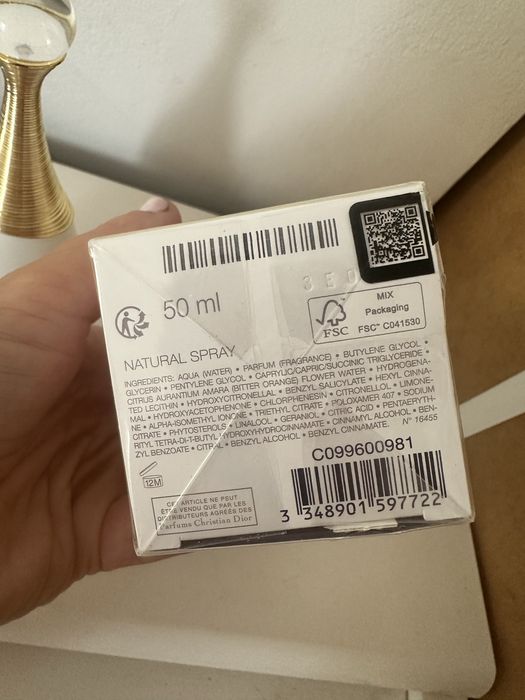 350
50 ml
MIX
Packaging
FSC
FSC™ C041530
NATURAL SPRAY
INGREDIENTS: AQUA (WATER) • PARFUM (FRAGRANCE) • BUTYLENE GLYCOL •
GLYCERIN • PENTYLENE GLYCOL • CAPRYLIC/CAPRIC/SUCCINIC TRIGLYCERIDE •
CITRUS AURANTIUM AMARA (BITTER ORANGE) FLOWER WATER • HYDROGENA-
TED LECITHIN • HYDROXYCITRONELLAL • BENZYL SALICYLATE • HEXYL CINNA-
MAL • HYDROXYACETOPHENONE • CHLORPHENESIN • CITRONELLOL • LIMONE-
NE • ALPHA-ISOMETHYL IONONE • TRIETHYL CITRATE • POLOXAMER 407 • SODIUM
CITRATE • PHYTOSTEROLS • LINALOOL • GERANIOL • CITRIC ACID • PENTAERYTH-
RITYL TETRA-DI-T-BUTYL HYDROXYHYDROCINNAMATE • CINNAMYL ALCOHOL • BEN-
ZYL BENZOATE • CITRAL • BENZYL ALCOHOL • BENZYL CINNAMATE. N° 16455
C099600981
12M
CET ARTICLE NE PEUT
ÊTRE VENDU QUE PAR LES
DISTRIBUTEURS AGRÉÉS DES
Parfums Christian Dior
3 348901 597722